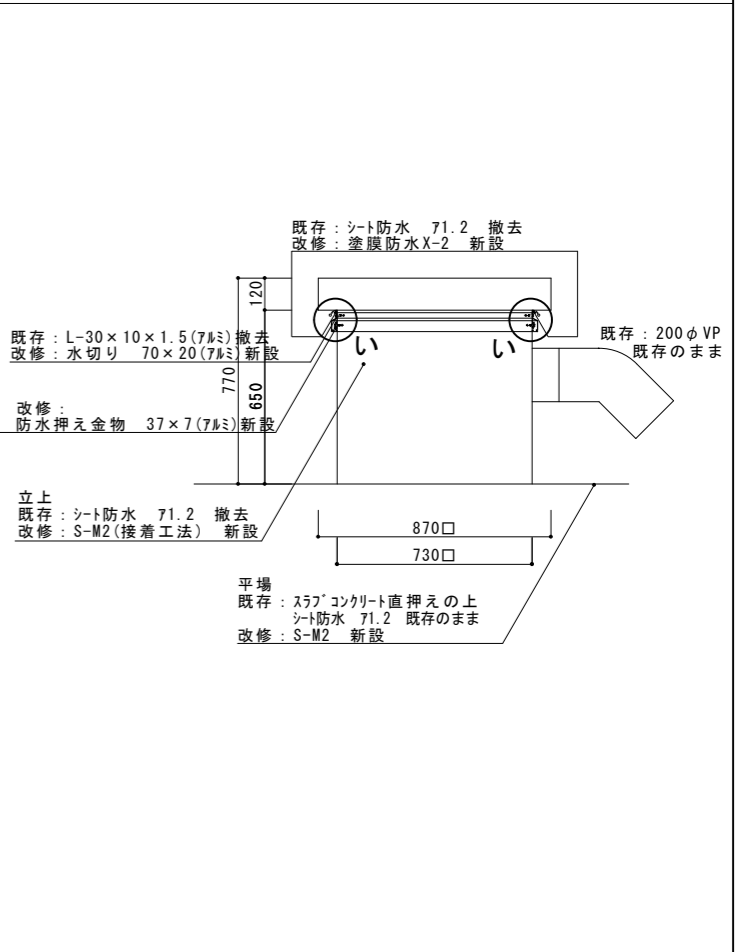 既存：ｼｰﾄ防水　ｱ1.2　撤去
改修：塗膜防水X-2　新設
120
既存：L-30×10×1.5(ｱﾙﾐ)撤去
改修：水切り　70×20(ｱﾙﾐ)新設
770
650
い
い
既存：200φVP
既存のまま
改修：
防水押え金物　37×7(ｱﾙﾐ)新設
立上
既存：ｼｰﾄ防水　ｱ1.2　撤去
改修：S-M2(接着工法)　新設
870□
730□
平場
既存：ｽﾗﾌﾞｺﾝｸﾘｰﾄ直押えの上
ｼｰﾄ防水　ｱ1.2　既存のまま
改修：S-M2　新設